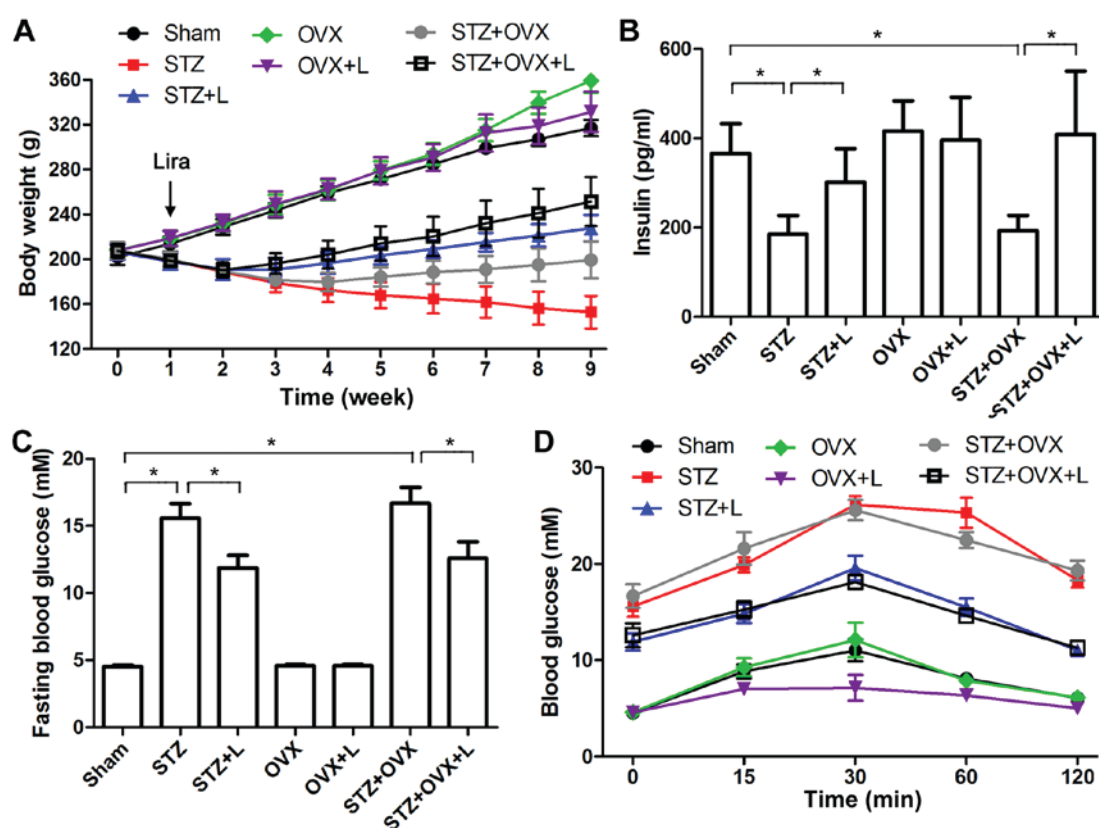 A
Sham OVX STZ+OVX
STZ OVX+L STZ+OVX+L
STZ+L
Body weight (g)
360
320
280
240
200
160
120
Lira
0 1 2 3 4 5 6 7 8 9
Time (week)
B
Insulin (pg/ml)
600
400
200
0
* * * *
Sham STZ STZ+L OVX OVX+L STZ+OVX STZ+OVX+L
C
Fasting blood glucose (mM)
20
15
10
5
0
* * * *
Sham STZ STZ+L OVX OVX+L STZ+OVX STZ+OVX+L
D
Sham OVX STZ+OVX
STZ OVX+L STZ+OVX+L
STZ+L
Blood glucose (mM)
30
20
10
0
0 15 30 60 120
Time (min)